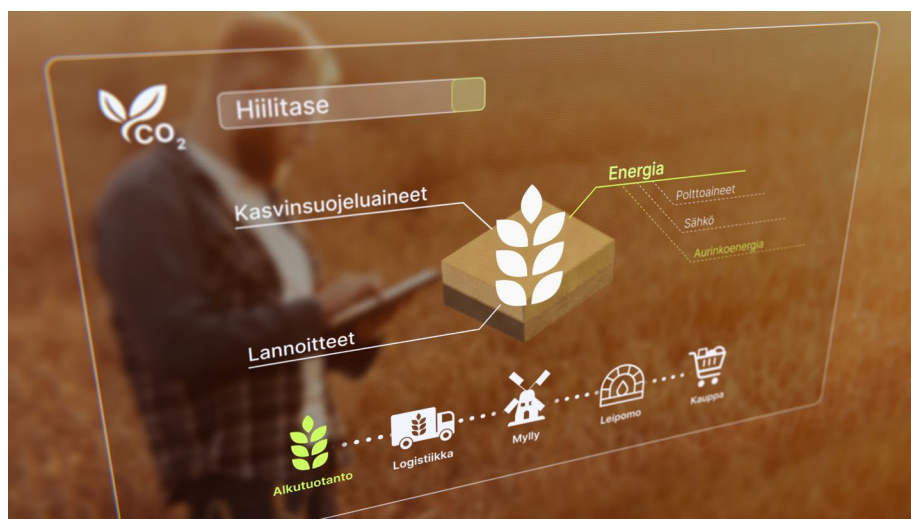 CO2
Hiilitase
Kasvinsuojeluaineet
Energia
Polttoaineet
Sähkö
Aurinkoenergia
Lannoitteet
Alkutuotanto
Logistiikka
Mylly
Leipomo
Kauppa